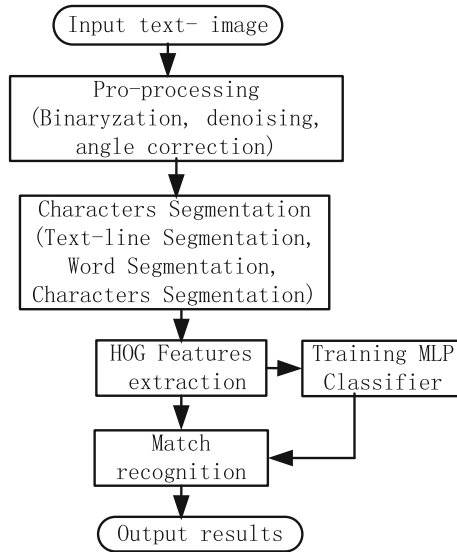 Input text- image
Pro-processing
(Binaryzation, denoising,
angle correction)
Characters Segmentation
(Text-line Segmentation,
Word Segmentation,
Characters Segmentation)
HOG Features
extraction
Training MLP
Classifier
Match
recognition
Output results